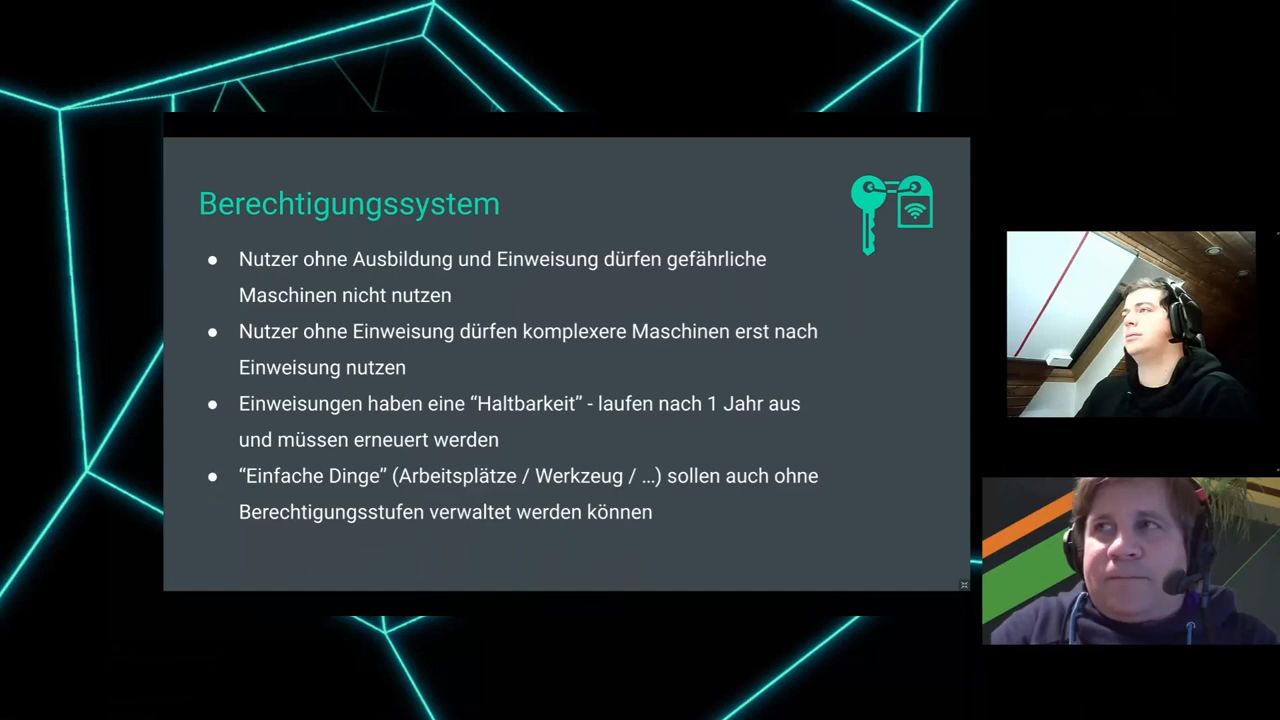 Berechtigungssystem
● Nutzer ohne Ausbildung und Einweisung dürfen gefährliche
Maschinen nicht nutzen
● Nutzer ohne Einweisung dürfen komplexere Maschinen erst nach
Einweisung nutzen
● Einweisungen haben eine “Haltbarkeit” - laufen nach 1 Jahr aus
und müssen erneuert werden
● “Einfache Dinge” (Arbeitsplätze / Werkzeug / ...) sollen auch ohne
Berechtigungsstufen verwaltet werden können